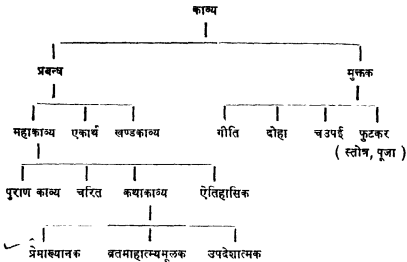 काव्य
प्रबन्ध मुक्तक
महाकाव्य एकार्थ खण्डकाव्य गीति दोहा चउपई फुटकर
( स्तोत्र, पूजा )
पुराण काव्य चरित कथाकाव्य ऐतिहासिक
प्रेमाख्यानक व्रतमाहात्म्यमूलक उपदेशात्मक